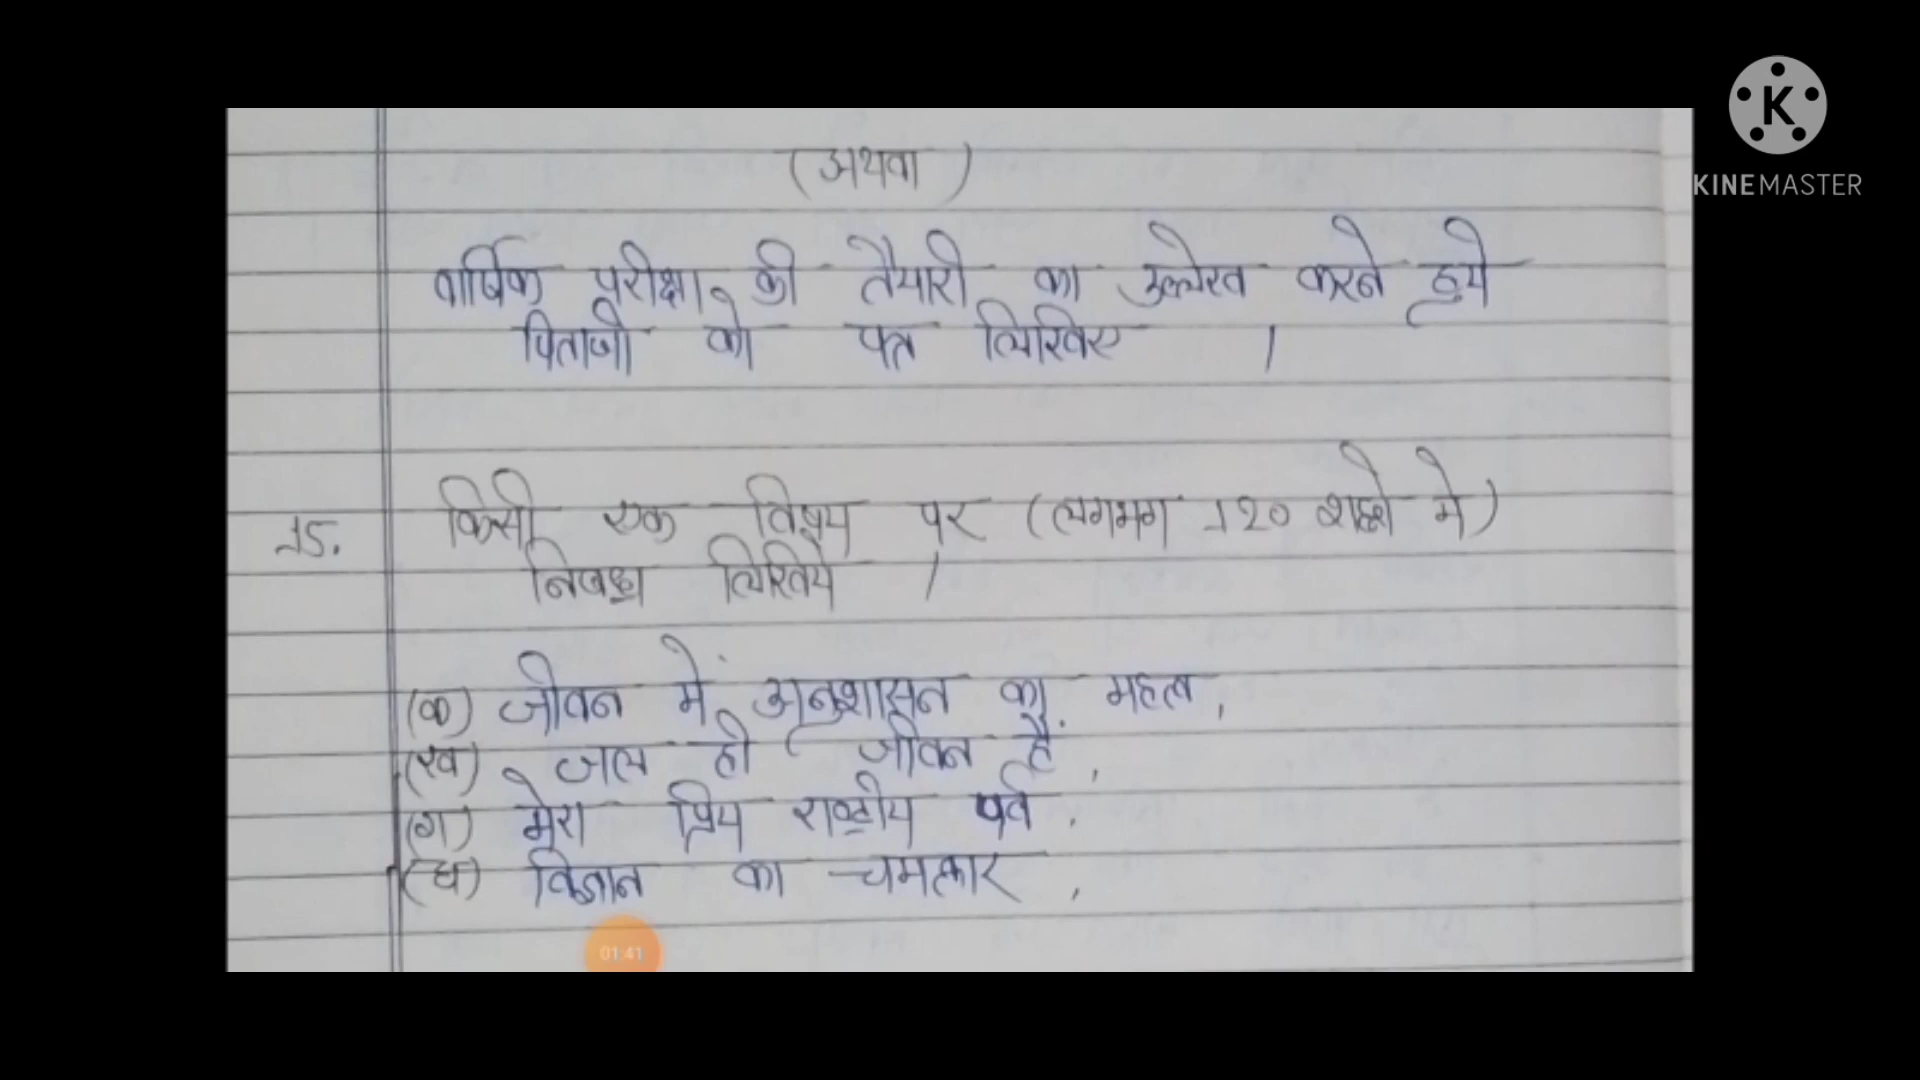 (अथवा)
KINEMASTER
वार्षिक परीक्षा की तैयारी का उल्लेख करने हुये
पिताजी को पत्र लिखिए ।
15. किसी एक विषय पर (लगभग 120 शब्दो मे)
निबन्ध लिखिये ।
(क) जीवन में अनुशासन का महत्व,
(ख) जल ही जीवन है,
(ग) मेरा प्रिय राष्ट्रीय पर्व,
(घ) विज्ञान का चमत्कार,
01:41